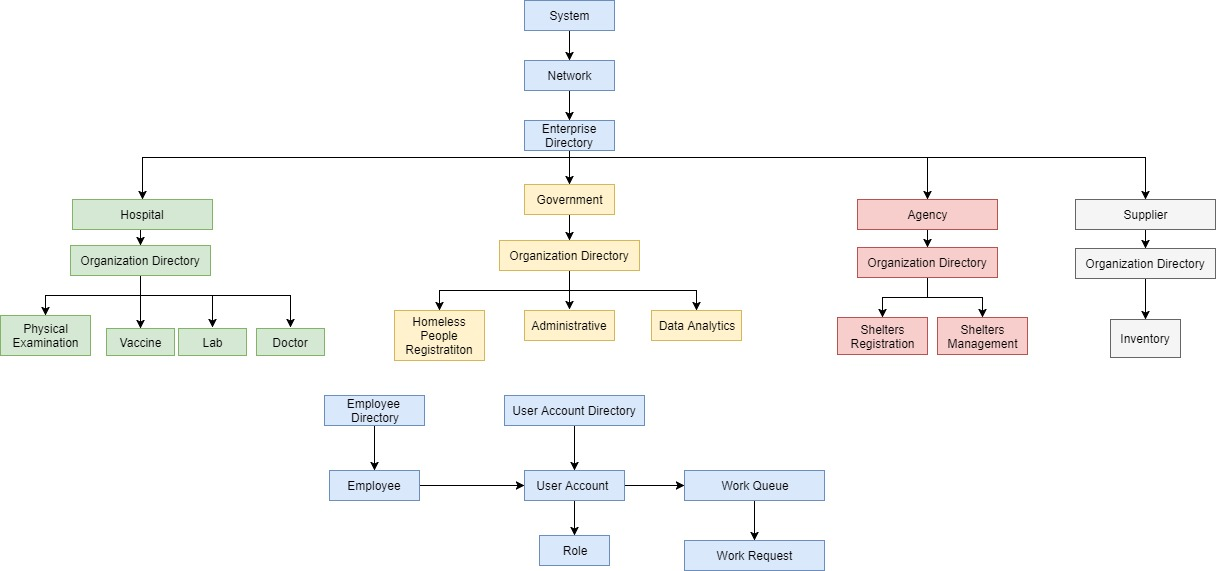 System
Network
Enterprise
Directory
Hospital
Government
Agency
Supplier
Organization Directory
Organization Directory
Organization Directory
Organization Directory
Physical
Examination
Vaccine
Lab
Doctor
Homeless
People
Registratiton
Administrative
Data Analytics
Shelters
Registration
Shelters
Management
Inventory
Employee
Directory
User Account Directory
Employee
User Account
Work Queue
Role
Work Request